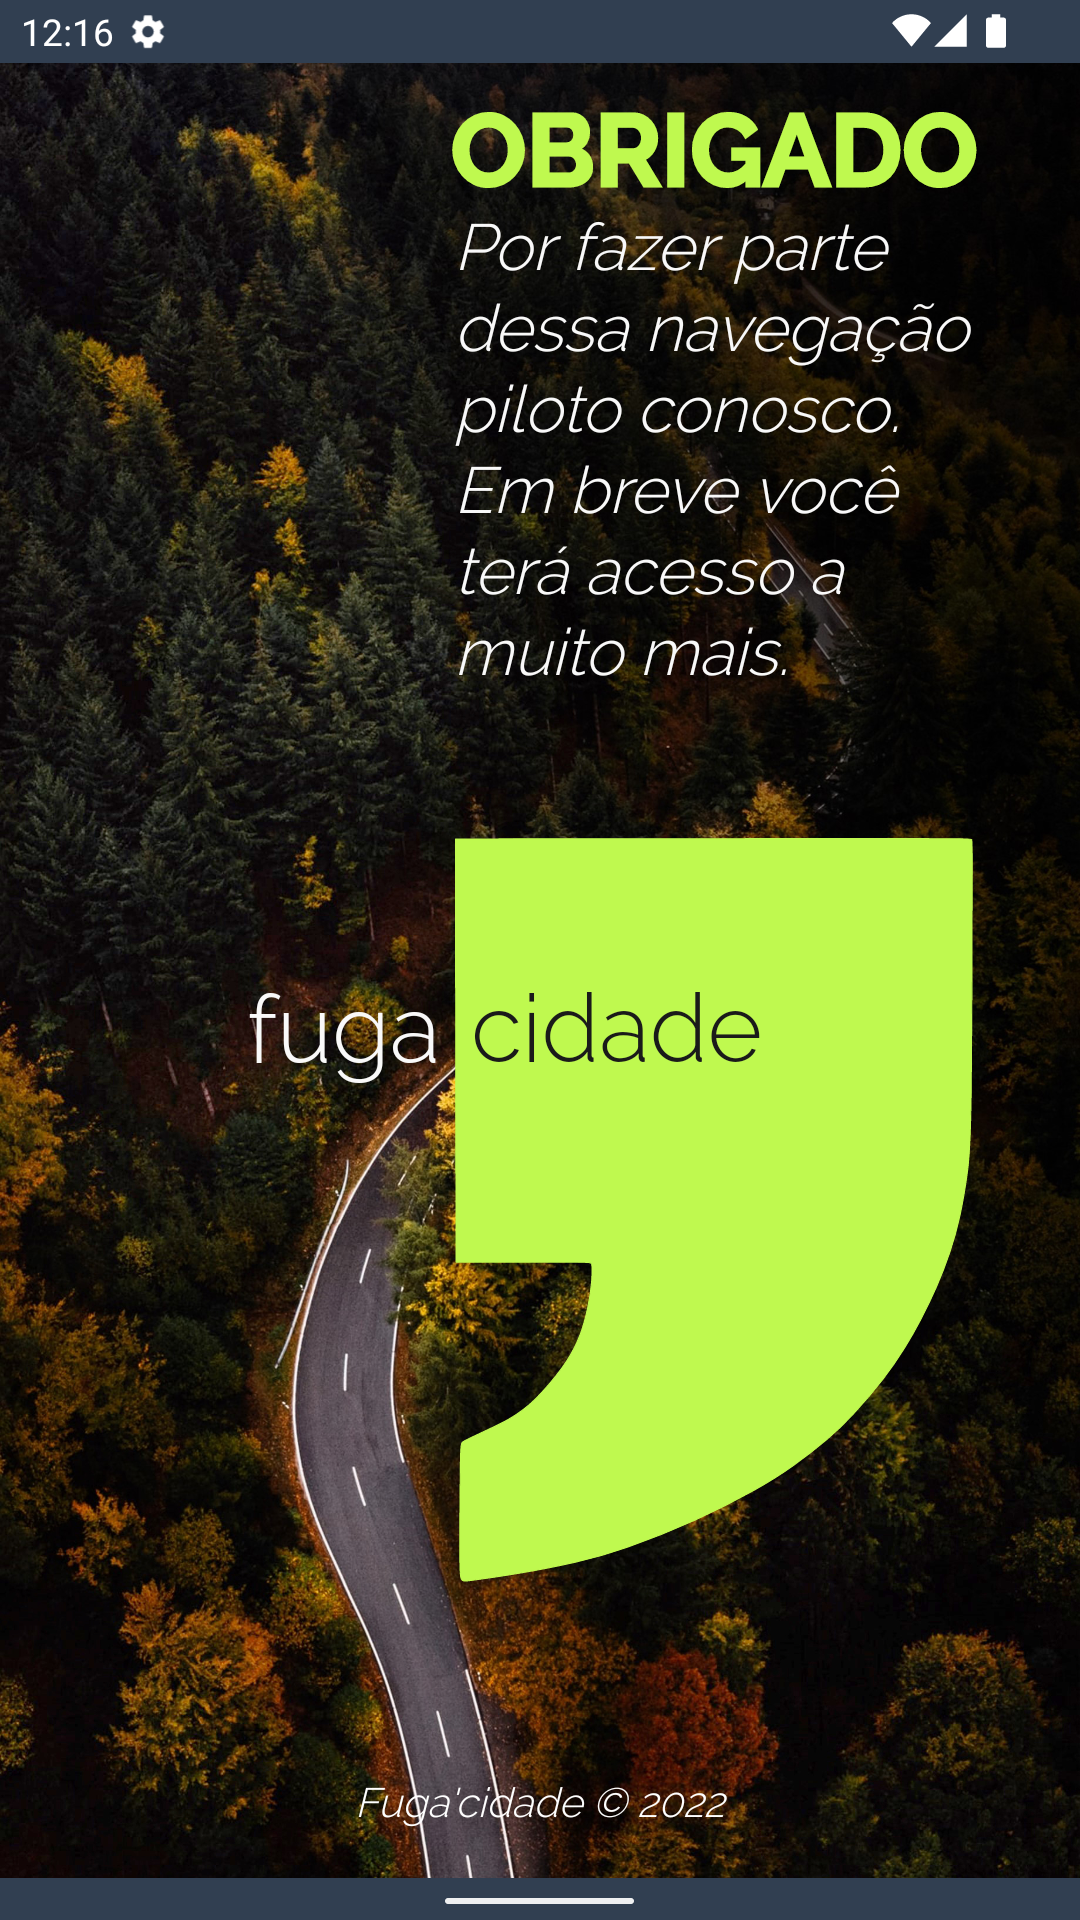 12:16
OBRIGADO
Por fazer parte
dessa navegação
piloto conosco.
Em breve você
terá acesso a
muito mais.
fuga cidade
Fuga'cidade © 2022